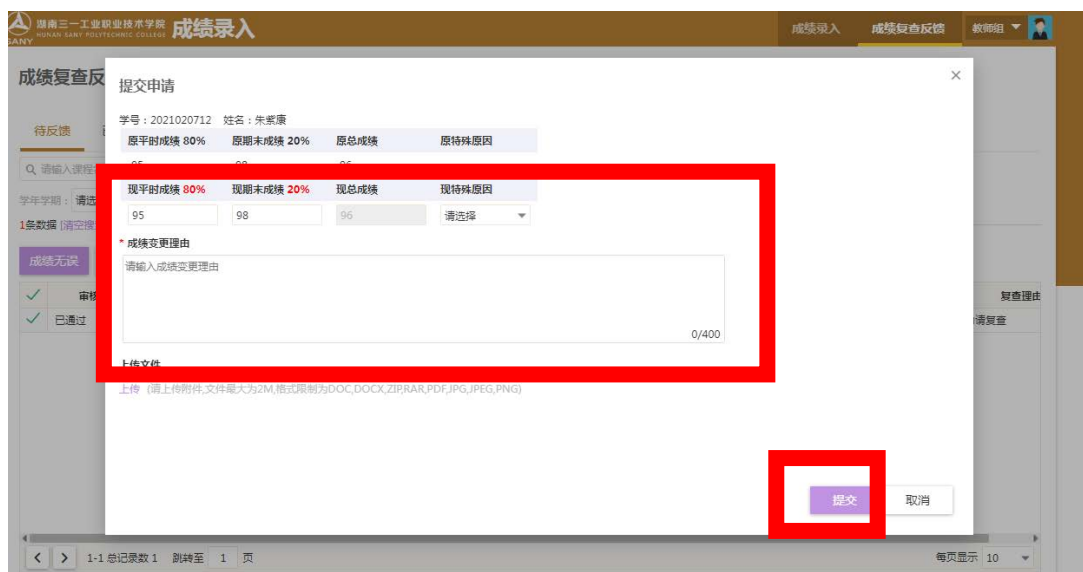 湖南三一工业职业技术学院 成绩录入 成绩录入 成绩复查反馈 教师组
HUNAN SANY POLYTECHNIC COLLEGE
SANY
成绩复查反
提交申请
学号：2021020712 姓名：朱紫康
待反馈
原平时成绩 80% 原期末成绩 20% 原总成绩 原特殊原因
请输入课程
现平时成绩 80% 现期末成绩 20% 现总成绩 现特殊原因
学年学期： 请选
95 98 96 请选择
1条数据 [清空搜
* 成绩变更理由
成绩无误
请输入成绩变更理由
审核 复查理由
已通过 请复查
0/400
上传文件
上传 (请上传附件,文件最大为2M,格式限制为DOC,DOCX,ZIP,RAR,PDF,JPG,JPEG,PNG)
提交 取消
1-1 总记录数 1 跳转至 1 页 每页显示 10